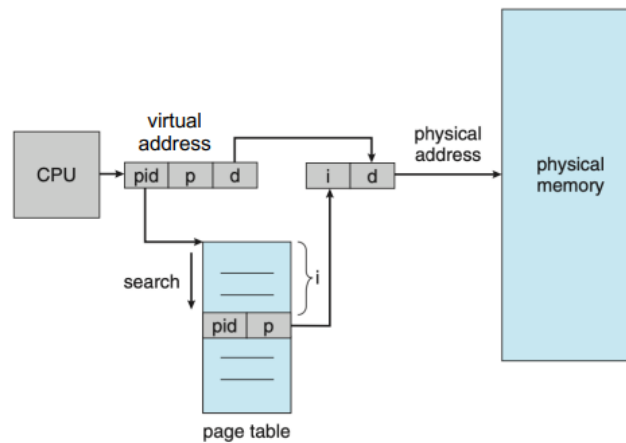 virtual
address
CPU
pid p d
i d
physical
address
physical
memory
search
i
pid p
page table